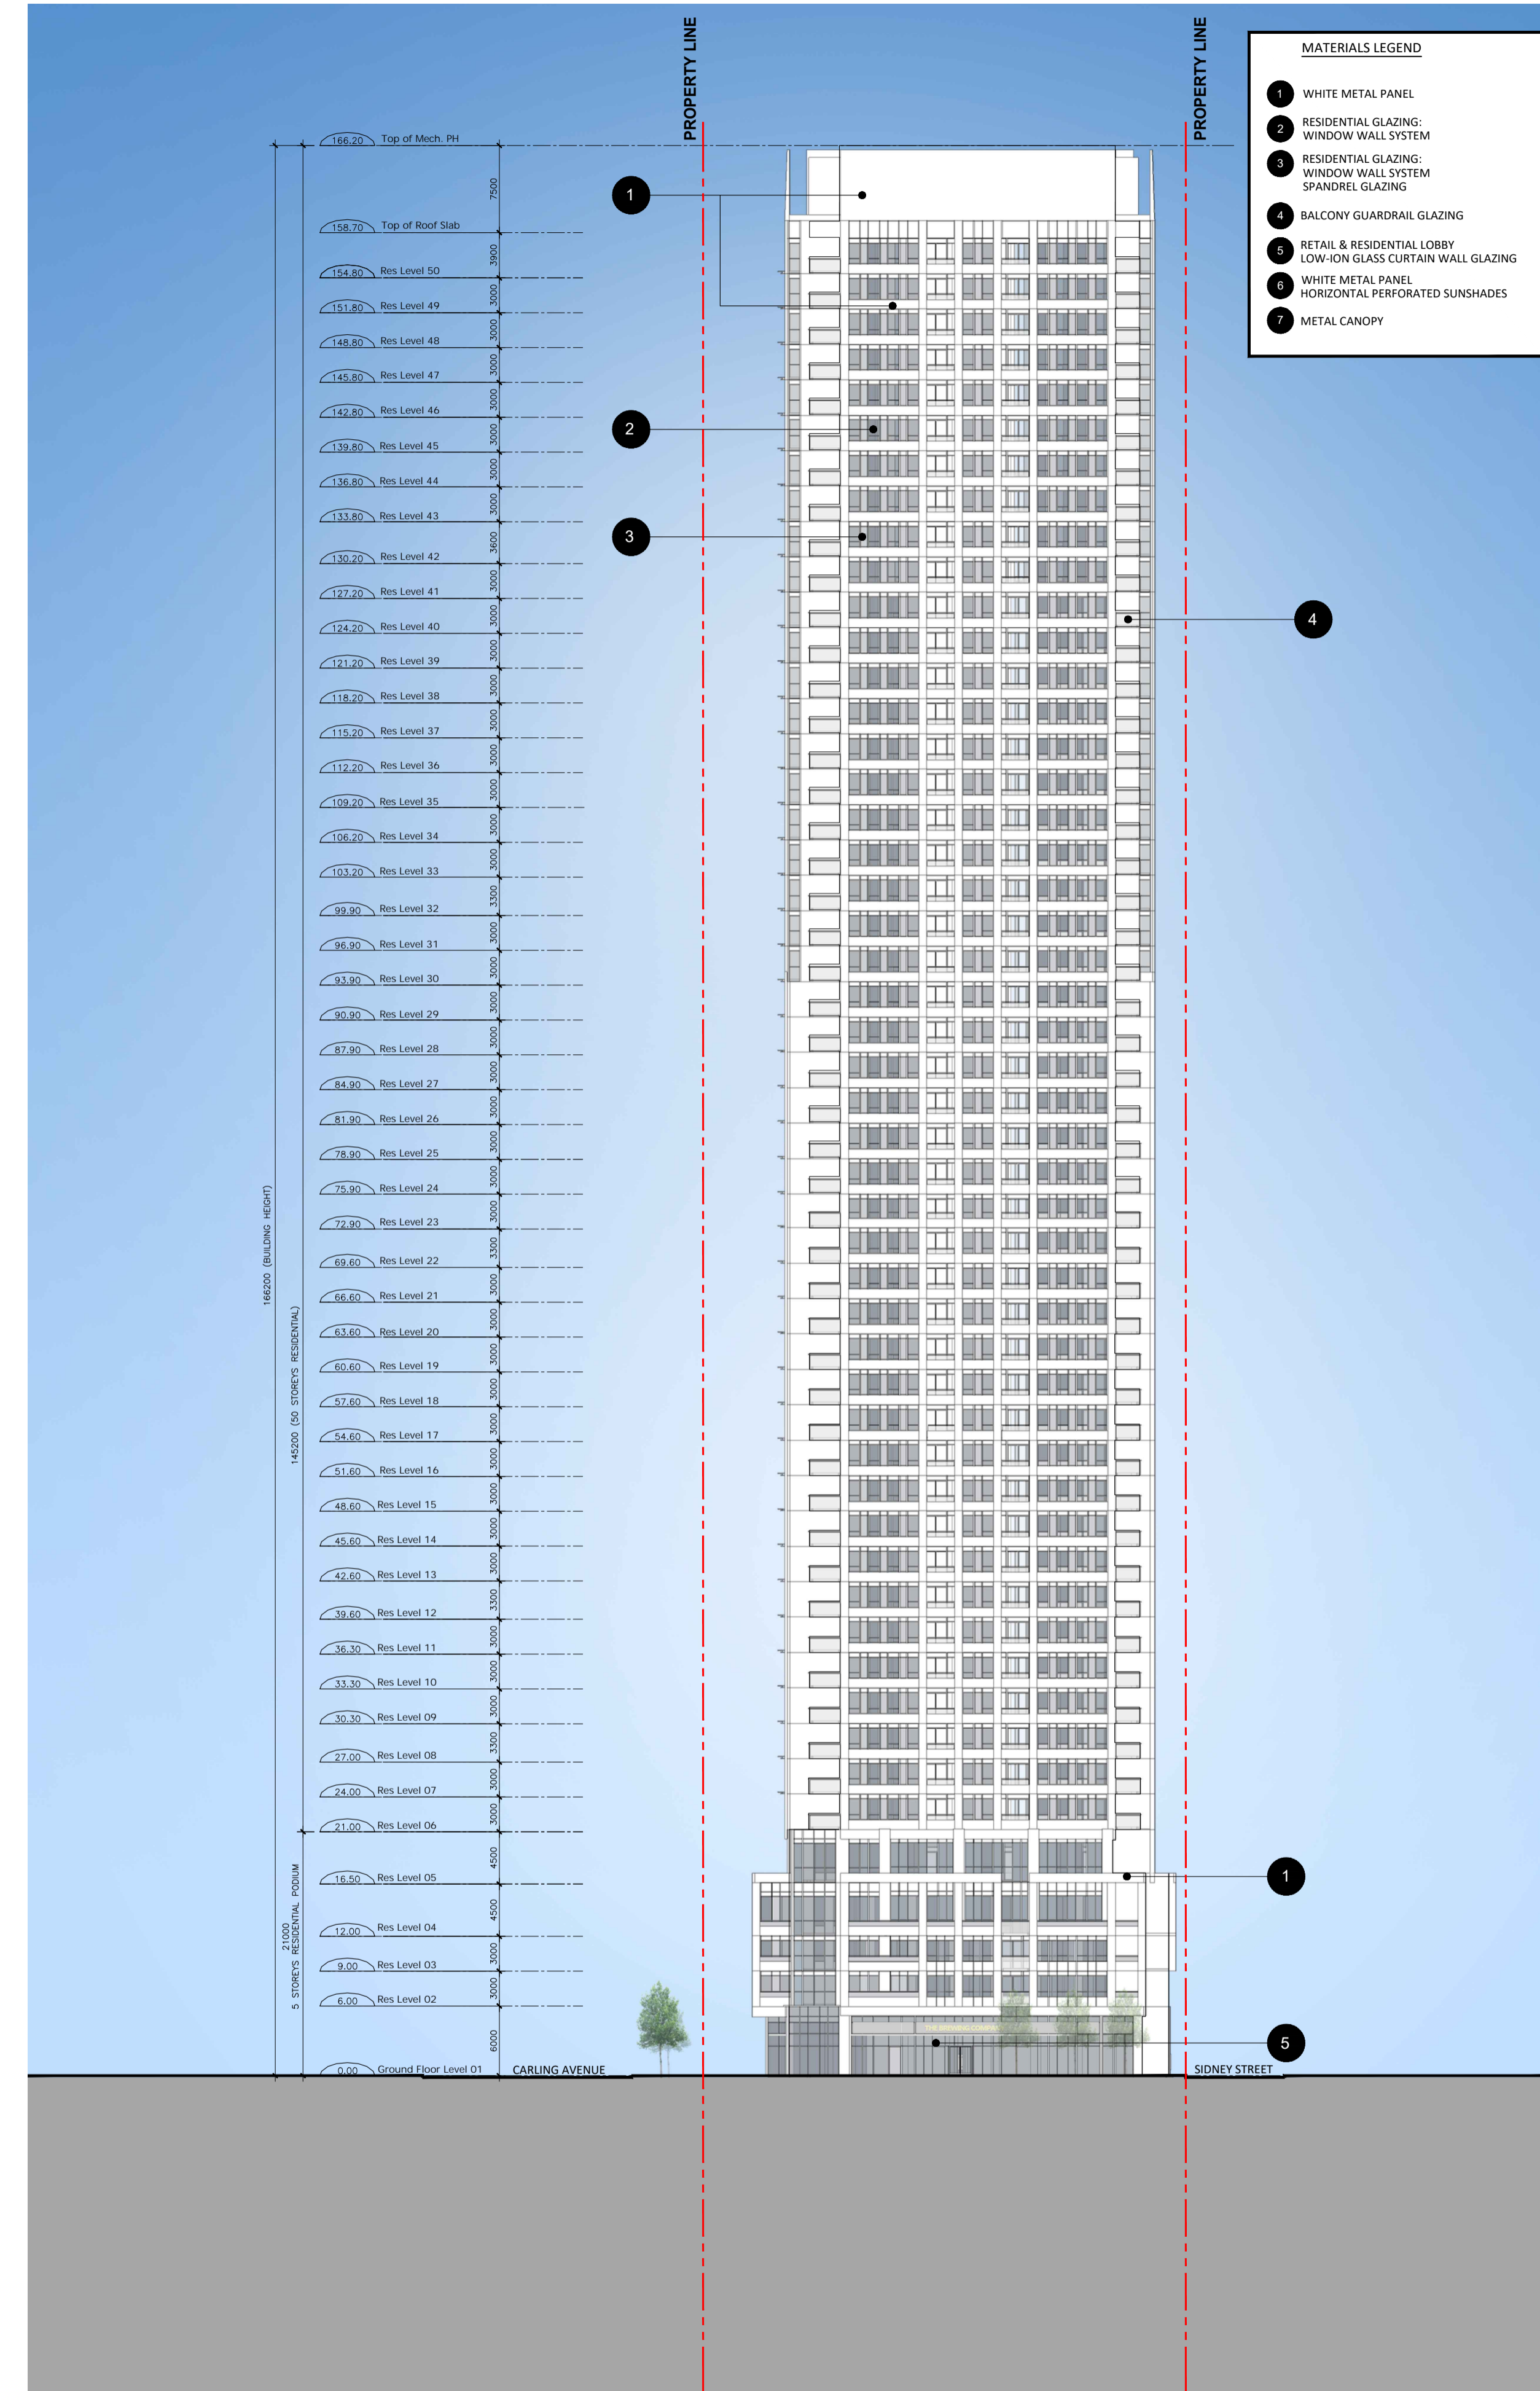 PROPERTY LINE
PROPERTY LINE
MATERIALS LEGEND
1 WHITE METAL PANEL
2 RESIDENTIAL GLAZING:
WINDOW WALL SYSTEM
3 RESIDENTIAL GLAZING:
WINDOW WALL SYSTEM
SPANDREL GLAZING
4 BALCONY GUARDRAIL GLAZING
5 RETAIL & RESIDENTIAL LOBBY
LOW-ION GLASS CURTAIN WALL GLAZING
6 WHITE METAL PANEL
HORIZONTAL PERFORATED SUNSHADES
7 METAL CANOPY
166.20 Top of Mech. PH
7500
1
158.70 Top of Roof Slab
3900
154.80 Res Level 50
3000
151.80 Res Level 49
3000
148.80 Res Level 48
3000
145.80 Res Level 47
3000
142.80 Res Level 46
3000
2
139.80 Res Level 45
3000
136.80 Res Level 44
3000
133.80 Res Level 43
3600
3
130.20 Res Level 42
3000
127.20 Res Level 41
3000
4
124.20 Res Level 40
3000
121.20 Res Level 39
3000
118.20 Res Level 38
3000
115.20 Res Level 37
3000
112.20 Res Level 36
3000
109.20 Res Level 35
3000
106.20 Res Level 34
3000
103.20 Res Level 33
3300
99.90 Res Level 32
3000
96.90 Res Level 31
3000
93.90 Res Level 30
3000
90.90 Res Level 29
3000
87.90 Res Level 28
3000
84.90 Res Level 27
3000
81.90 Res Level 26
3000
78.90 Res Level 25
3000
75.90 Res Level 24
3000
72.90 Res Level 23
3300
69.60 Res Level 22
3000
66.60 Res Level 21
3000
63.60 Res Level 20
3000
60.60 Res Level 19
3000
57.60 Res Level 18
3000
54.60 Res Level 17
3000
51.60 Res Level 16
3000
48.60 Res Level 15
3000
45.60 Res Level 14
3000
42.60 Res Level 13
3300
39.60 Res Level 12
3000
36.30 Res Level 11
3000
33.30 Res Level 10
3000
30.30 Res Level 09
3300
27.00 Res Level 08
3000
24.00 Res Level 07
3000
21.00 Res Level 06
4500
1
16.50 Res Level 05
4500
12.00 Res Level 04
3000
9.00 Res Level 03
3000
6.00 Res Level 02
6000
5
0.00 Ground Floor Level 01
166200 (BUILDING HEIGHT)
145200 (50 STOREYS RESIDENTIAL)
21000
5 STOREYS RESIDENTIAL PODIUM
THE BREWING
CARLING AVENUE
SIDNEY STREET